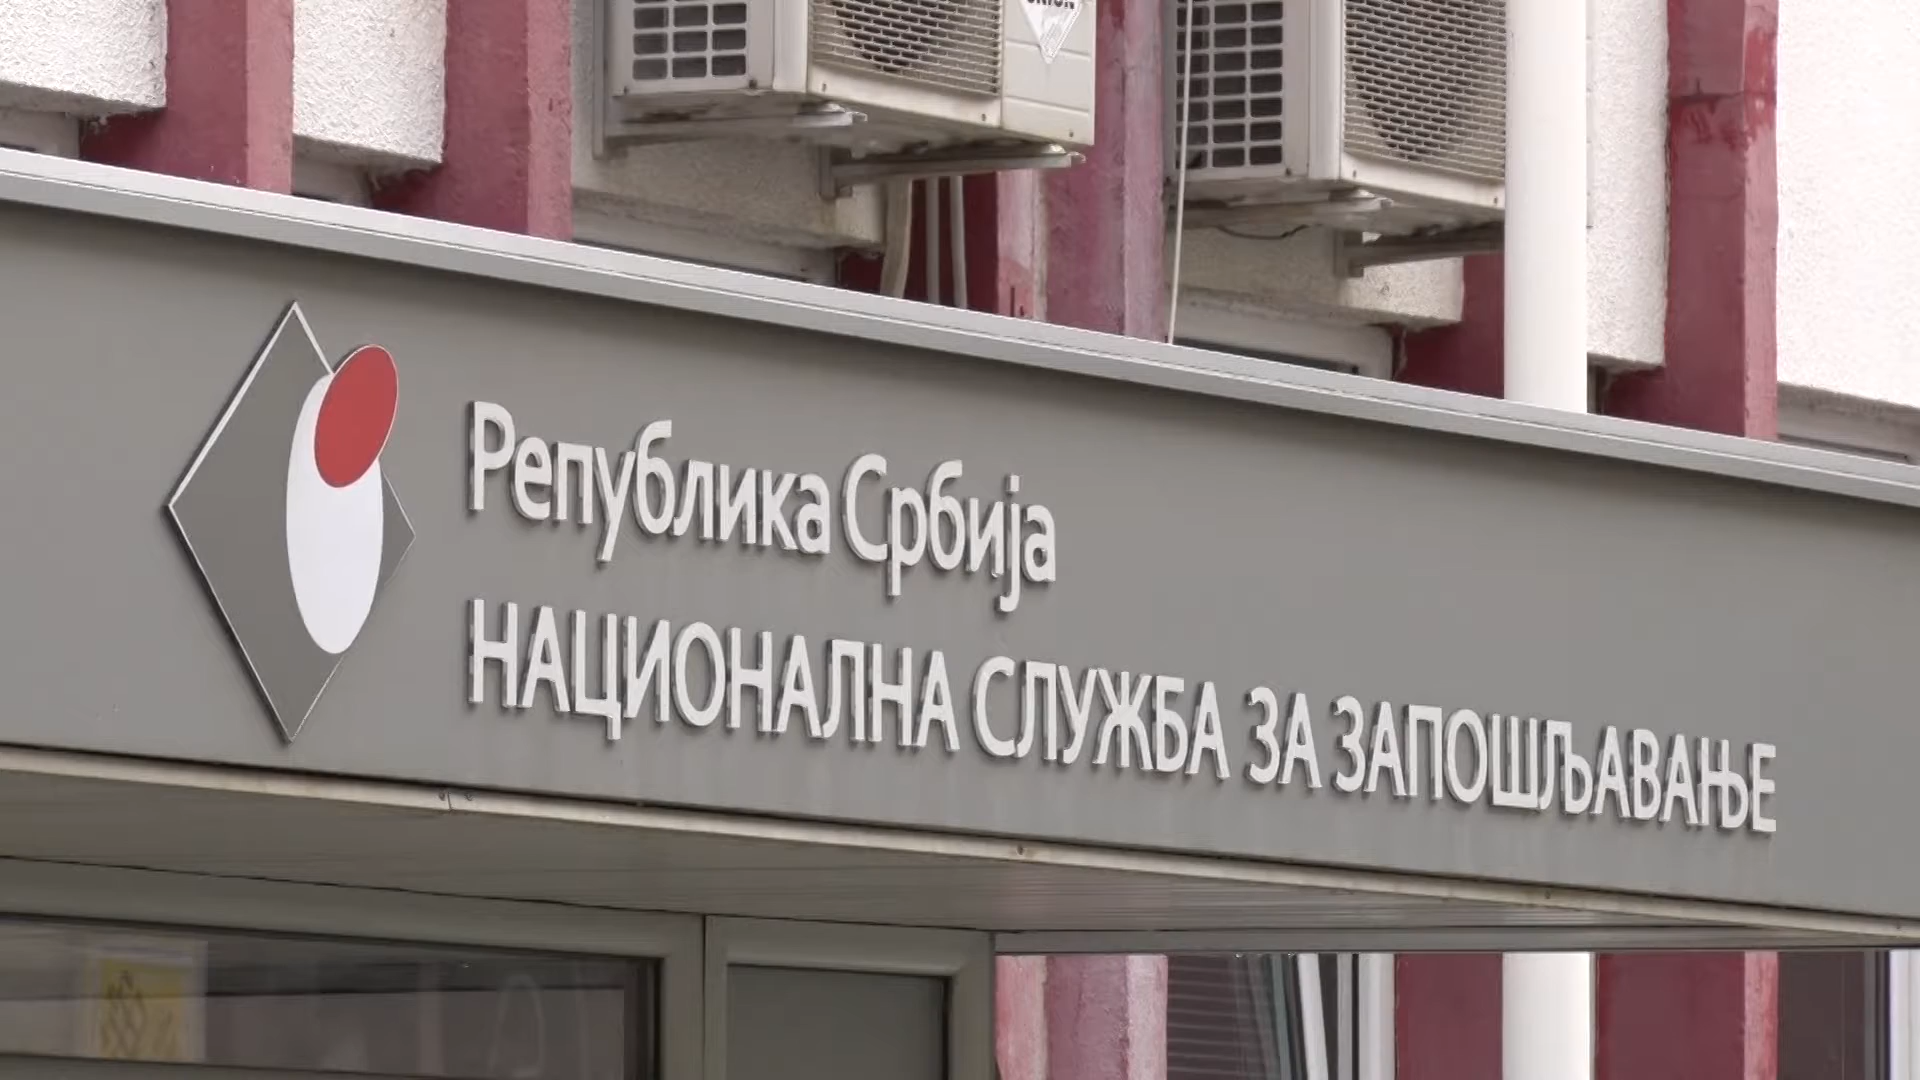 Република Србија
НАЦИОНАЛНА СЛУЖБА ЗА ЗАПОШЉАВАЊЕ